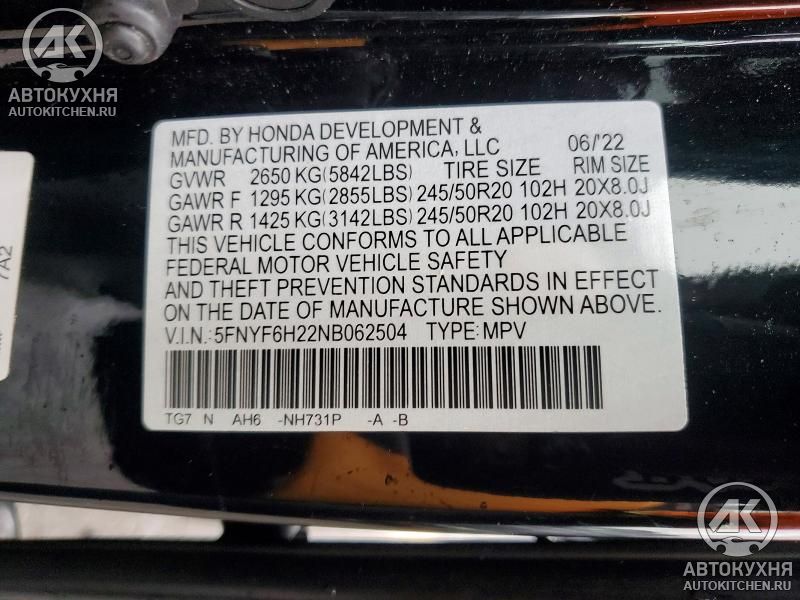 АК
АВТОКУХНЯ
AUTOKITCHEN.RU
7A2
MFD. BY HONDA DEVELOPMENT & 
MANUFACTURING OF AMERICA, LLC 06/'22
GVWR 2650 KG(5842LBS) TIRE SIZE RIM SIZE
GAWR F 1295 KG(2855LBS) 245/50R20 102H 20X8.0J
GAWR R 1425 KG(3142LBS) 245/50R20 102H 20X8.0J
THIS VEHICLE CONFORMS TO ALL APPLICABLE
FEDERAL MOTOR VEHICLE SAFETY
AND THEFT PREVENTION STANDARDS IN EFFECT
ON THE DATE OF MANUFACTURE SHOWN ABOVE.
V.I.N.:5FNYF6H22NB062504 TYPE:MPV
TG7 N AH6 -NH731P -A -B
АК
АВТОКУХНЯ
AUTOKITCHEN.RU